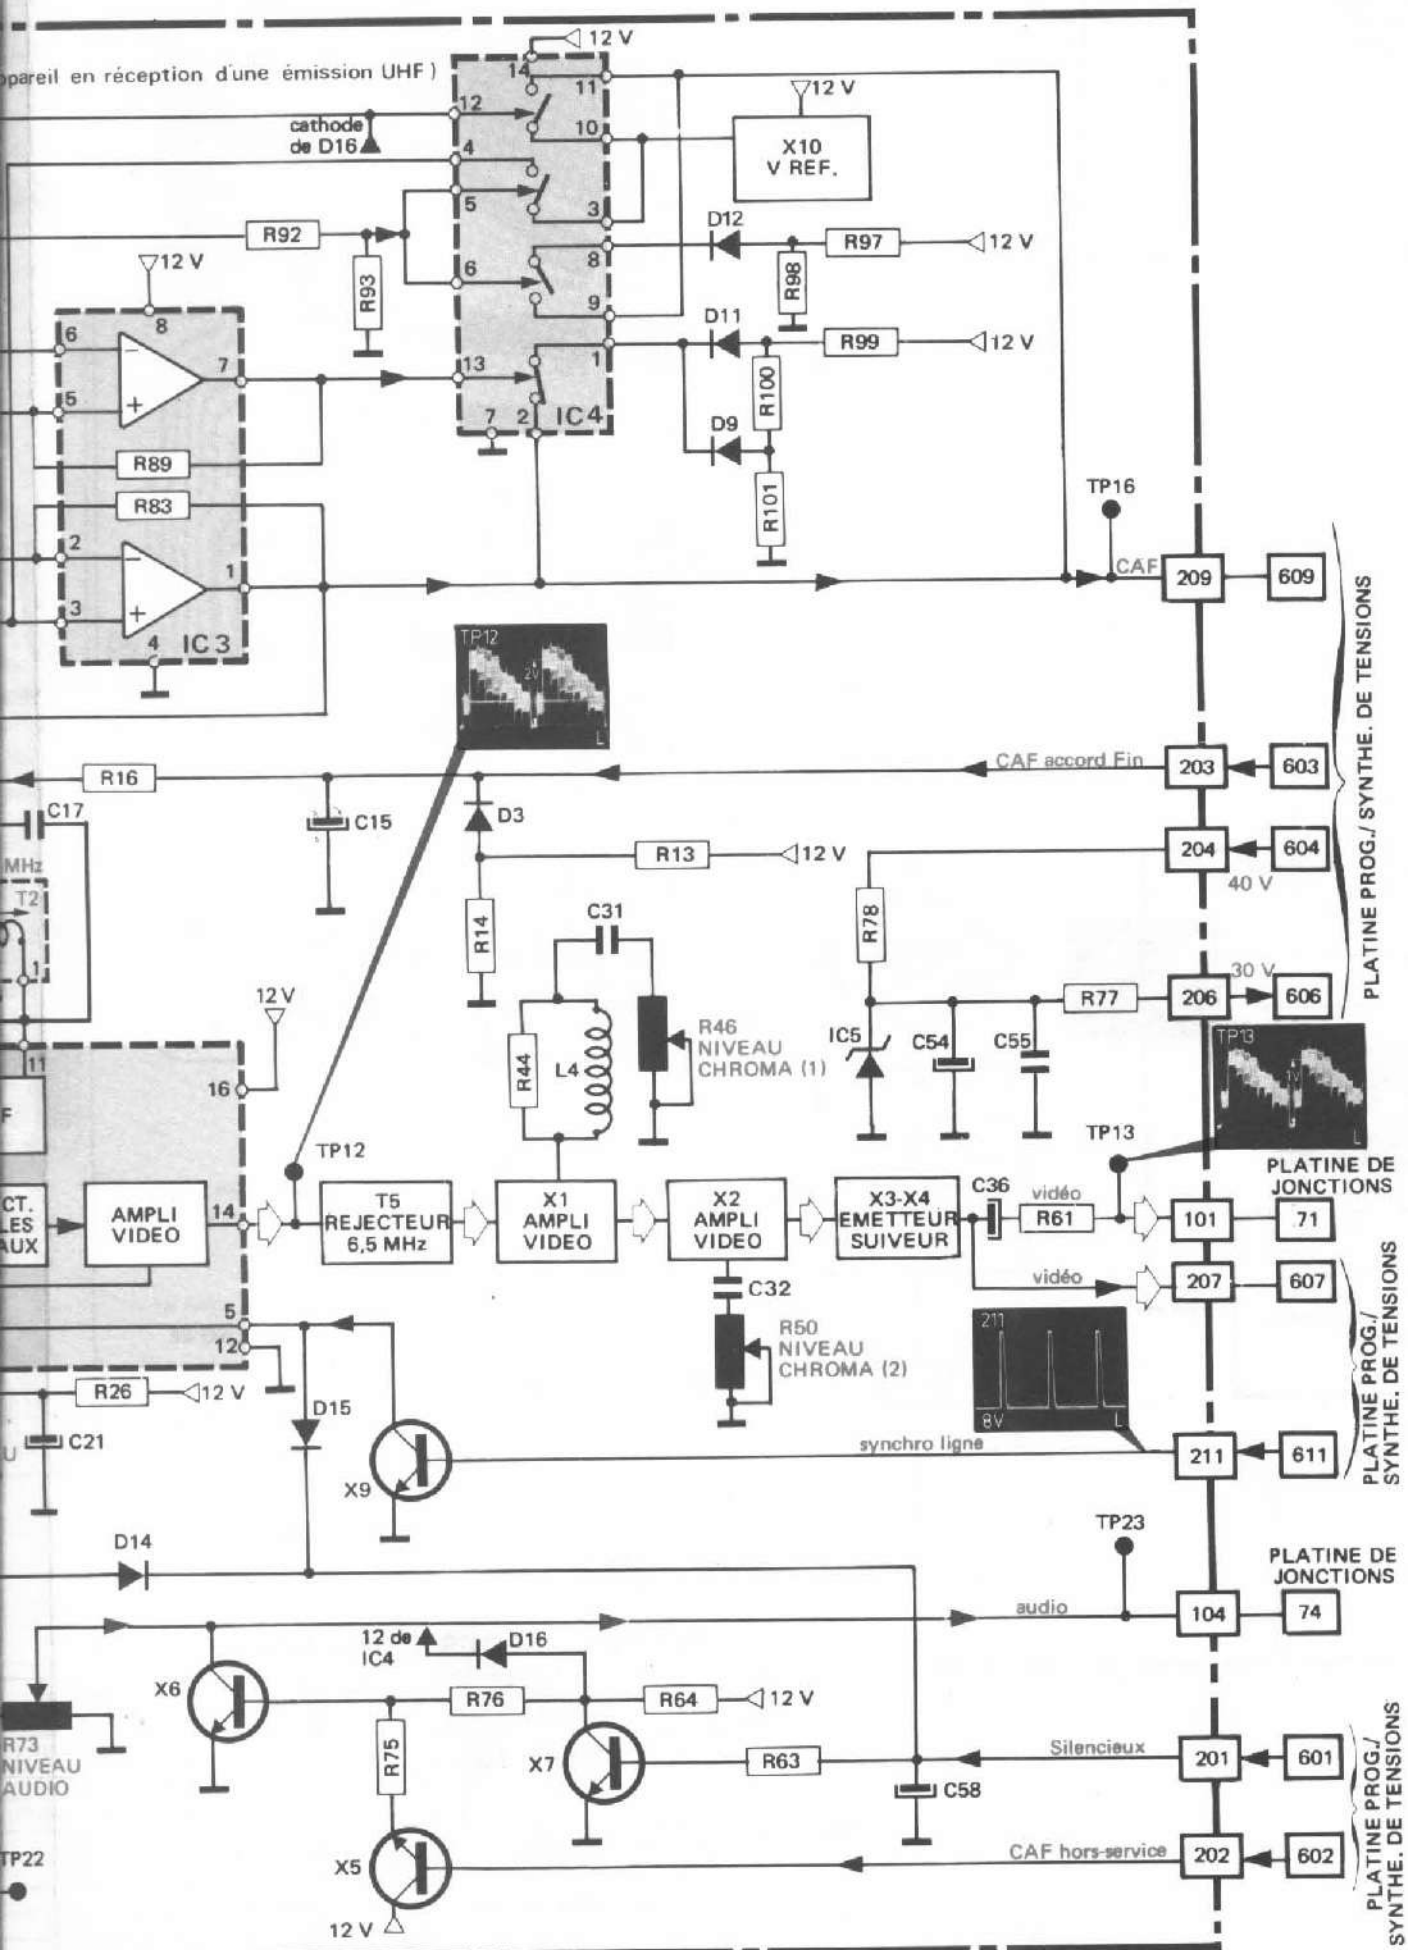 12 V
appareil en réception d'une émission UHF )
14
11
12
12 V
cathode
de D16
10
X10
V REF.
4
5
3
D12
R92
R97
12 V
8
12 V
R93
6
R98
9
D11
8
6
7
R99
12 V
1
13
5
R100
7
2
IC4
D9
R89
R83
R101
TP16
2
1
CAF
209
609
3
4
IC3
TP12
2V
L
PLATINE PROG./ SYNTHE. DE TENSIONS
CAF accord Fin
203
603
R16
C17
C15
D3
R13
12 V
204
604
40 V
MHz
T2
R14
C31
R78
1
12 V
30 V
R77
206
606
R46
NIVEAU
CHROMA (1)
IC5
C54
C55
TP13
1V
L
11
R44
L4
16
F
TP12
TP13
PLATINE DE
JONCTIONS
CT.
LES
AUX
AMPLI
VIDEO
14
T5
REJECTEUR
6,5 MHz
X1
AMPLI
VIDEO
X2
AMPLI
VIDEO
X3-X4
EMETTEUR
SUIVEUR
C36
vidéo
R61
101
71
vidéo
207
607
C32
5
12
211
8V
L
R50
NIVEAU
CHROMA (2)
PLATINE PROG./
SYNTHE. DE TENSIONS
R26
12 V
D15
C21
U
synchro ligne
211
611
X9
TP23
D14
PLATINE DE
JONCTIONS
audio
104
74
12 de
IC4
D16
X6
R76
R64
12 V
R73
NIVEAU
AUDIO
R75
X7
R63
Silencieux
201
601
C58
PLATINE PROG./
SYNTHE. DE TENSIONS
TP22
X5
CAF hors-service
202
602
12 V